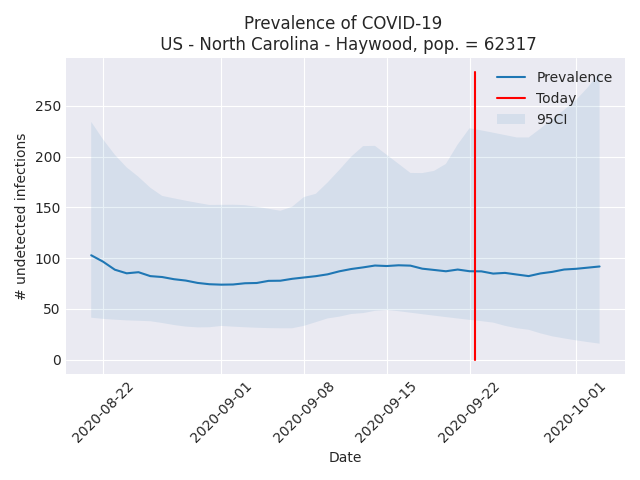 Prevalence of COVID-19
US - North Carolina - Haywood, pop. = 62317
Prevalence
Today
95CI
# undetected infections
250
200
150
100
50
0
2020-08-22
2020-09-01
2020-09-08
2020-09-15
2020-09-22
2020-10-01
Date